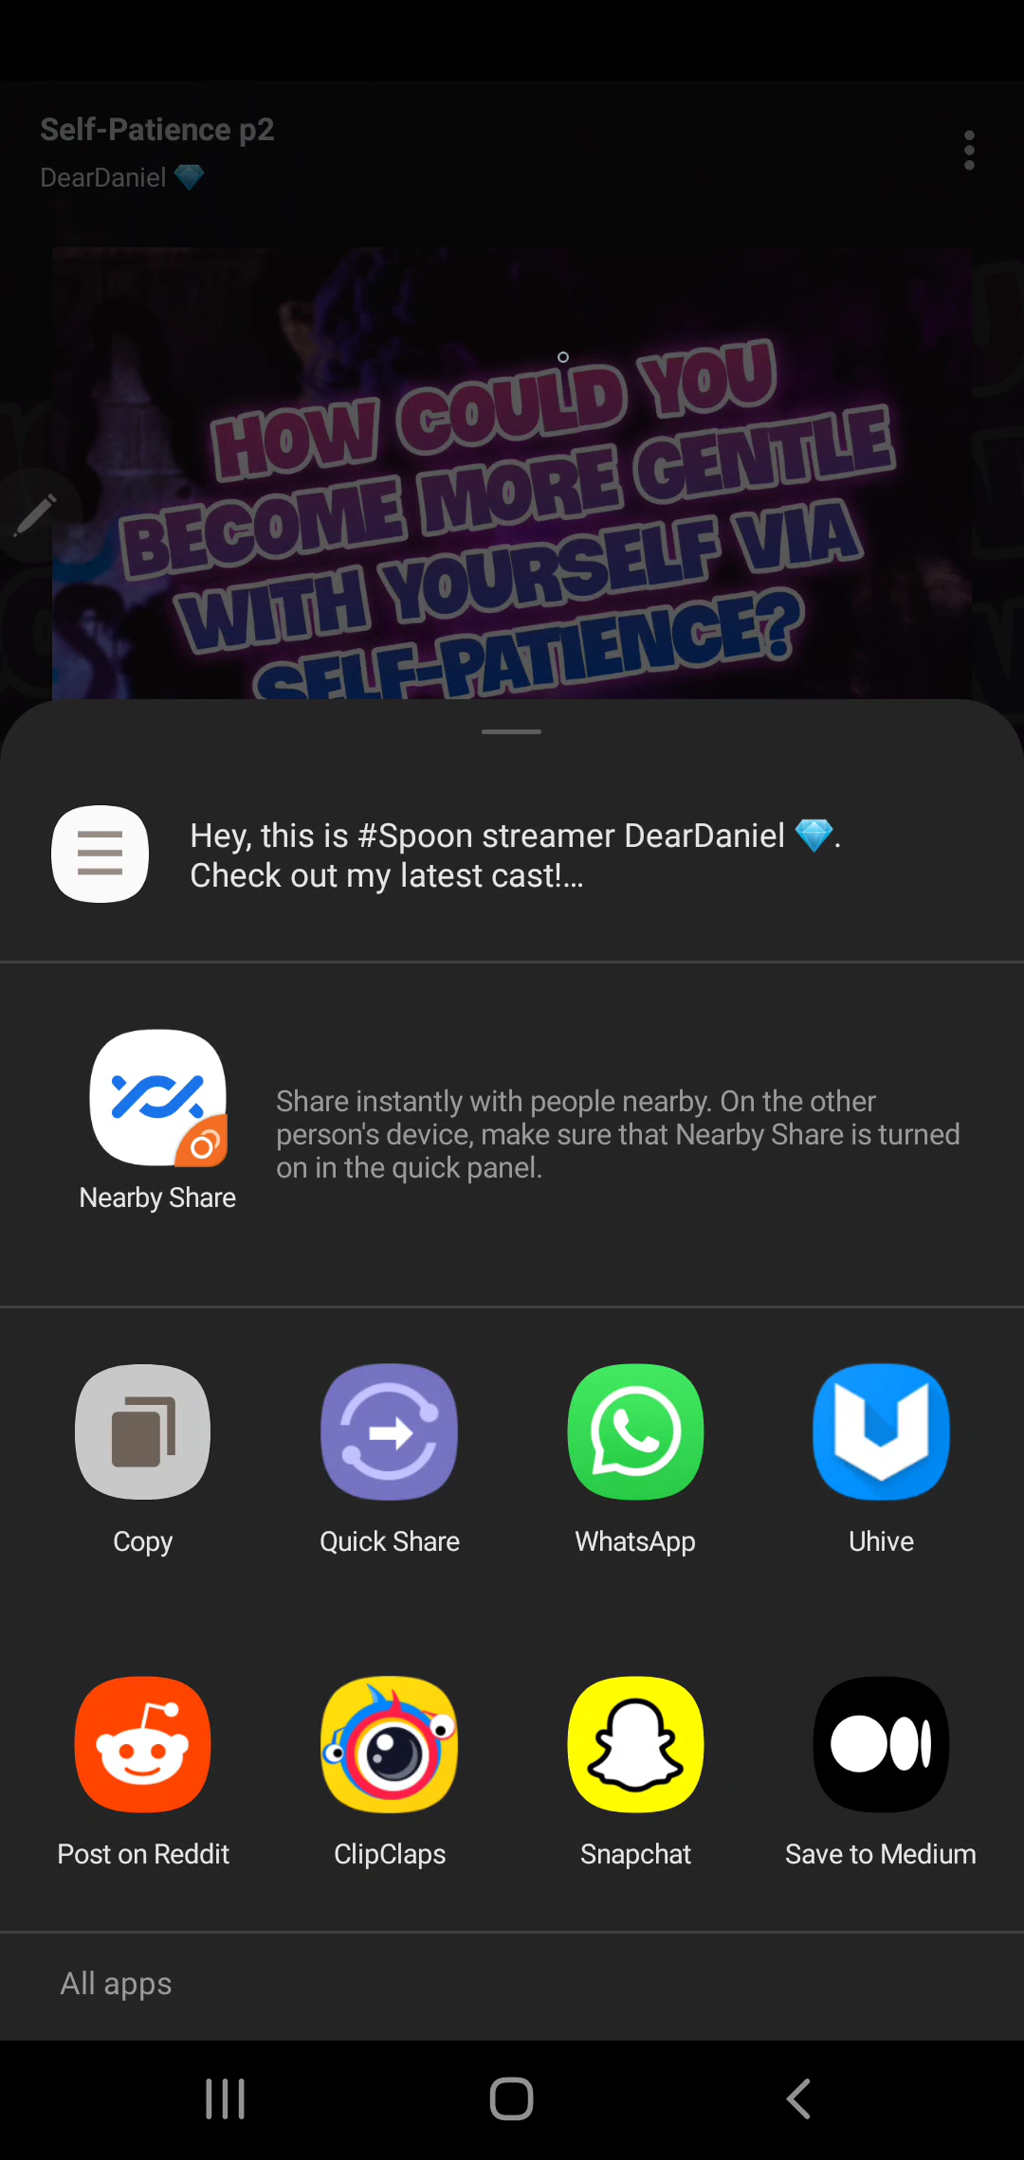 Self-Patience p2
DearDaniel 💎
HOW COULD YOU
BECOME MORE GENTLE
WITH YOURSELF VIA
SELF-PATIENCE?
Hey, this is #Spoon streamer DearDaniel 💎.
Check out my latest cast!...
Share instantly with people nearby. On the other
person's device, make sure that Nearby Share is turned
on in the quick panel.
Nearby Share
Copy
Quick Share
WhatsApp
Uhive
Post on Reddit
ClipClaps
Snapchat
Save to Medium
All apps